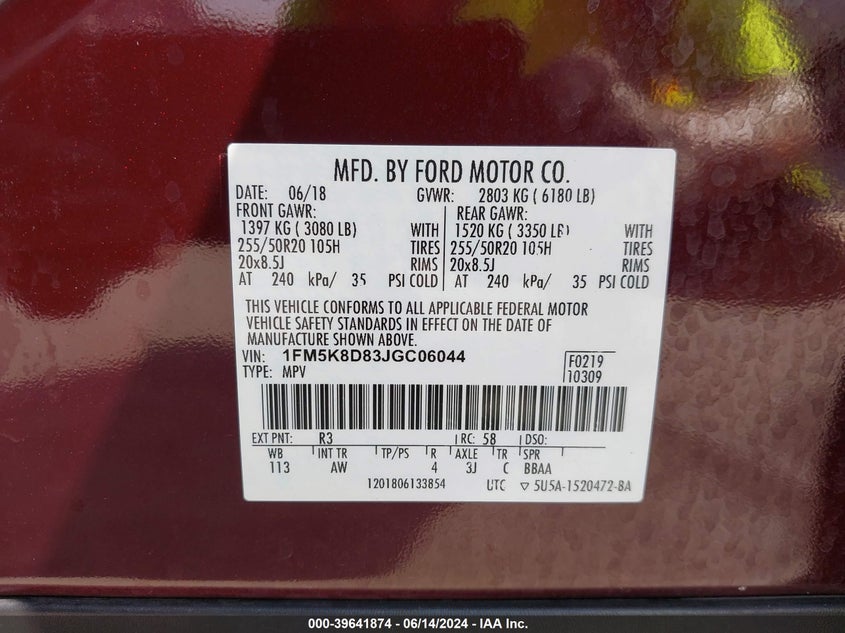 MFD. BY FORD MOTOR CO.
DATE: 06/18 GVWR: 2803 KG ( 6180 LB)
FRONT GAWR: REAR GAWR:
1397 KG ( 3080 LB) WITH 1520 KG ( 3350 LB) WITH
255/50R20 105H TIRES 255/50R20 105H TIRES
20x8.5J RIMS 20x8.5J RIMS
AT 240 kPa/ 35 PSI COLD AT 240 kPa/ 35 PSI COLD
THIS VEHICLE CONFORMS TO ALL APPLICABLE FEDERAL MOTOR
VEHICLE SAFETY STANDARDS IN EFFECT ON THE DATE OF
MANUFACTURE SHOWN ABOVE.
VIN: 1FM5K8D83JGC06044 F0219
TYPE: MPV 10309
EXT PNT: R3 RC: 58 DSO:
WB INT TR TP/PS R AXLE TR SPR
113 AW 4 3J C BBAA
1201806133854 UTC ▽ 5U5A-1520472-BA
000-39641874 | 06/14/2024 - IAA Inc.